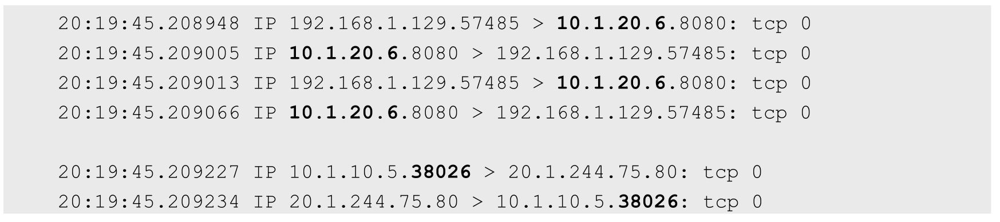 20:19:45.208948 IP 192.168.1.129.57485 > 10.1.20.6.8080: tcp 0
20:19:45.209005 IP 10.1.20.6.8080 > 192.168.1.129.57485: tcp 0
20:19:45.209013 IP 192.168.1.129.57485 > 10.1.20.6.8080: tcp 0
20:19:45.209066 IP 10.1.20.6.8080 > 192.168.1.129.57485: tcp 0
20:19:45.209227 IP 10.1.10.5.38026 > 20.1.244.75.80: tcp 0
20:19:45.209234 IP 20.1.244.75.80 > 10.1.10.5.38026: tcp 0